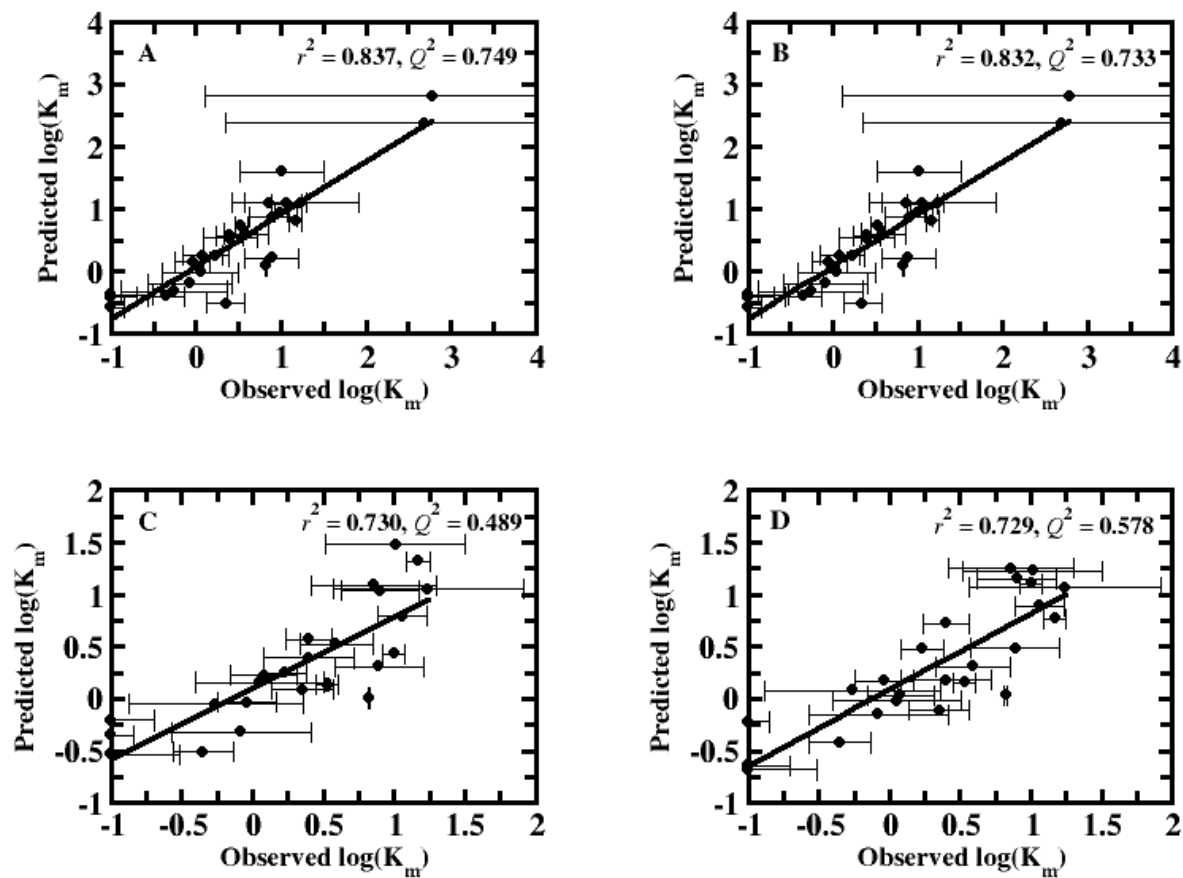 4
A
r² = 0.837, Q² = 0.749
3
2
1
0
-1
Predicted log(Kₘ)
-1 0 1 2 3 4
Observed log(Kₘ)
4
B
r² = 0.832, Q² = 0.733
3
2
1
0
-1
Predicted log(Kₘ)
-1 0 1 2 3 4
Observed log(Kₘ)
2
C
r² = 0.730, Q² = 0.489
1.5
1
0.5
0
-0.5
-1
Predicted log(Kₘ)
-1 -0.5 0 0.5 1 1.5 2
Observed log(Kₘ)
2
D
r² = 0.729, Q² = 0.578
1.5
1
0.5
0
-0.5
-1
Predicted log(Kₘ)
-1 -0.5 0 0.5 1 1.5 2
Observed log(Kₘ)